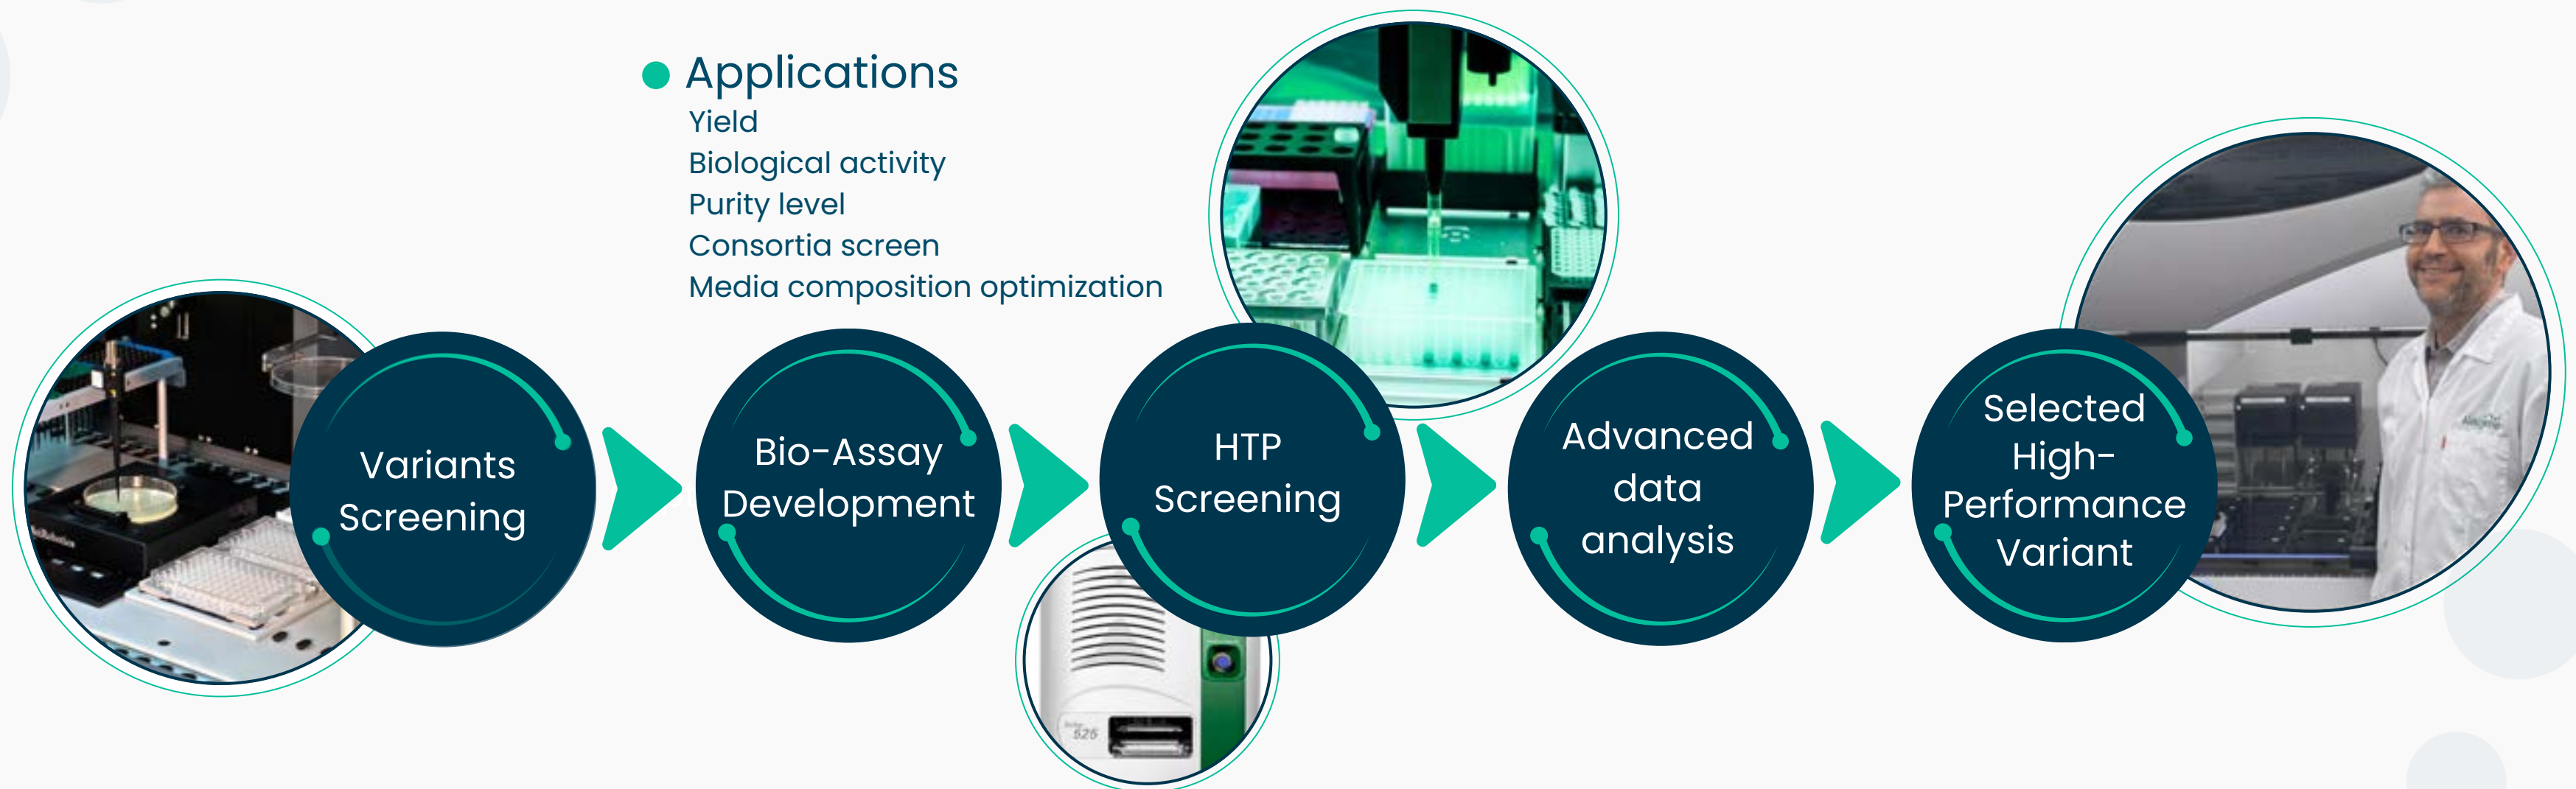 Applications
Yield
Biological activity
Purity level
Consortia screen
Media composition optimization
Variants
Screening
Bio-Assay
Development
HTP
Screening
Advanced
data
analysis
Selected
High-
Performance
Variant
525